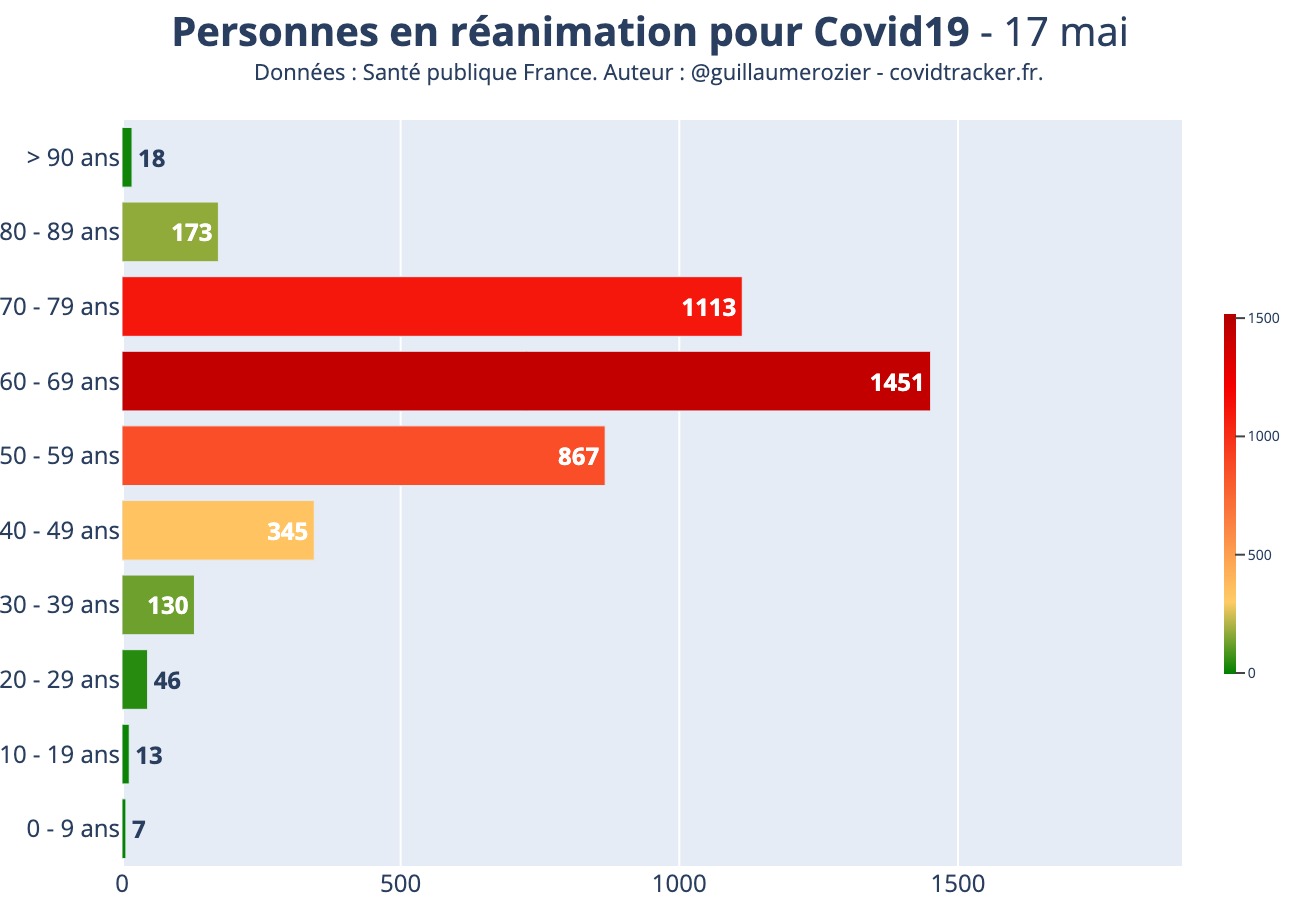 Personnes en réanimation pour Covid19 - 17 mai
Données : Santé publique France. Auteur : @guillaumerozier - covidtracker.fr.
> 90 ans 18
80 - 89 ans 173
70 - 79 ans 1113
60 - 69 ans 1451
50 - 59 ans 867
40 - 49 ans 345
30 - 39 ans 130
20 - 29 ans 46
10 - 19 ans 13
0 - 9 ans 7
0 500 1000 1500
1500
1000
500
0